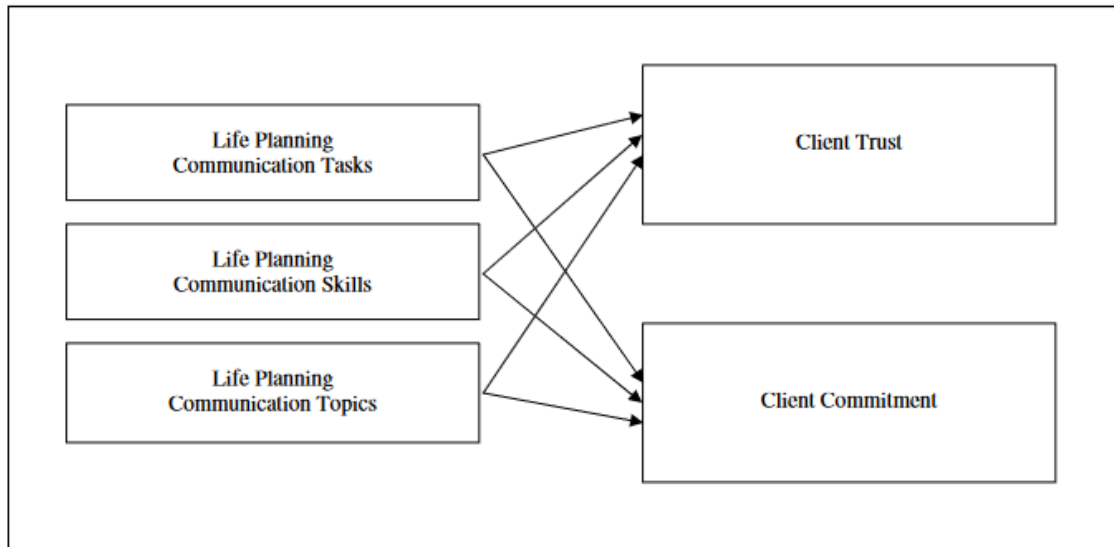 Life Planning
Communication Tasks
Life Planning
Communication Skills
Life Planning
Communication Topics
Client Trust
Client Commitment